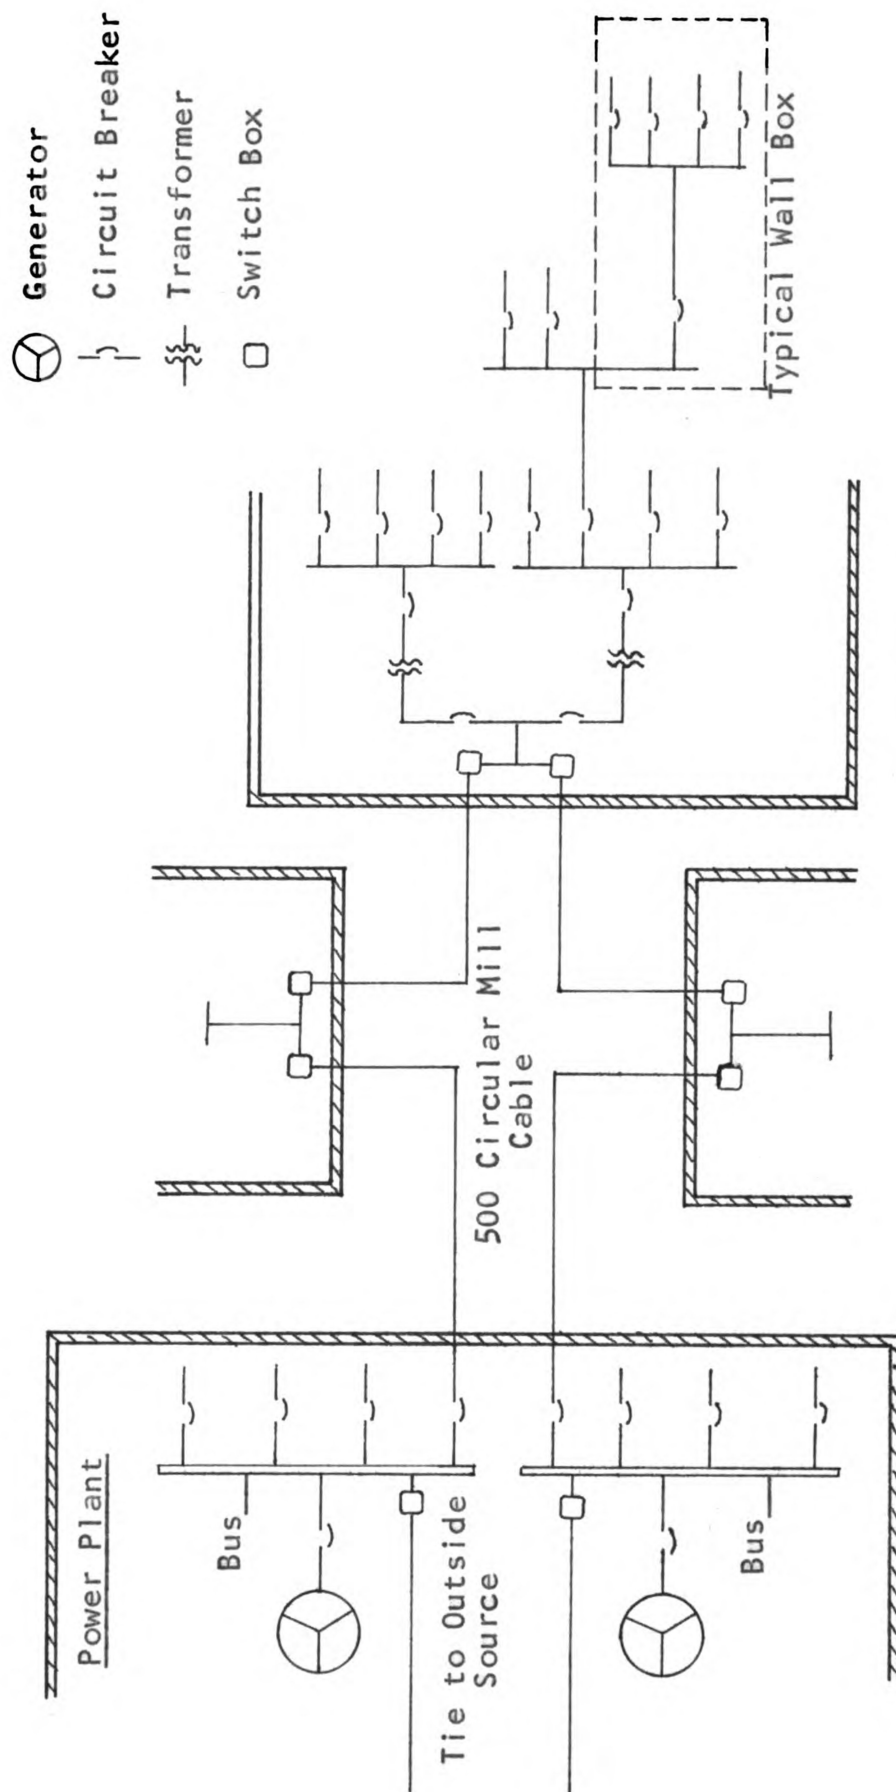 Generator
Circuit Breaker
Transformer
Switch Box
Typical Wall Box
500 Circular Mill
Cable
Power Plant
Bus
Tie to Outside
Source
Bus